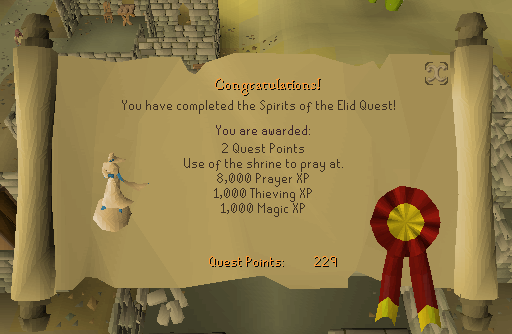 Congratulations!
You have completed the Spirits of the Elid Quest!
You are awarded:
2 Quest Points
Use of the shrine to pray at.
8,000 Prayer XP
1,000 Thieving XP
1,000 Magic XP
Quest Points: 229